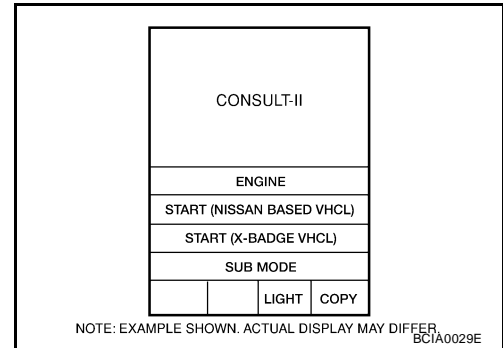 CONSULT-II
ENGINE
START (NISSAN BASED VHCL)
START (X-BADGE VHCL)
SUB MODE
LIGHT COPY
NOTE: EXAMPLE SHOWN. ACTUAL DISPLAY MAY DIFFER.
BCIA0029E